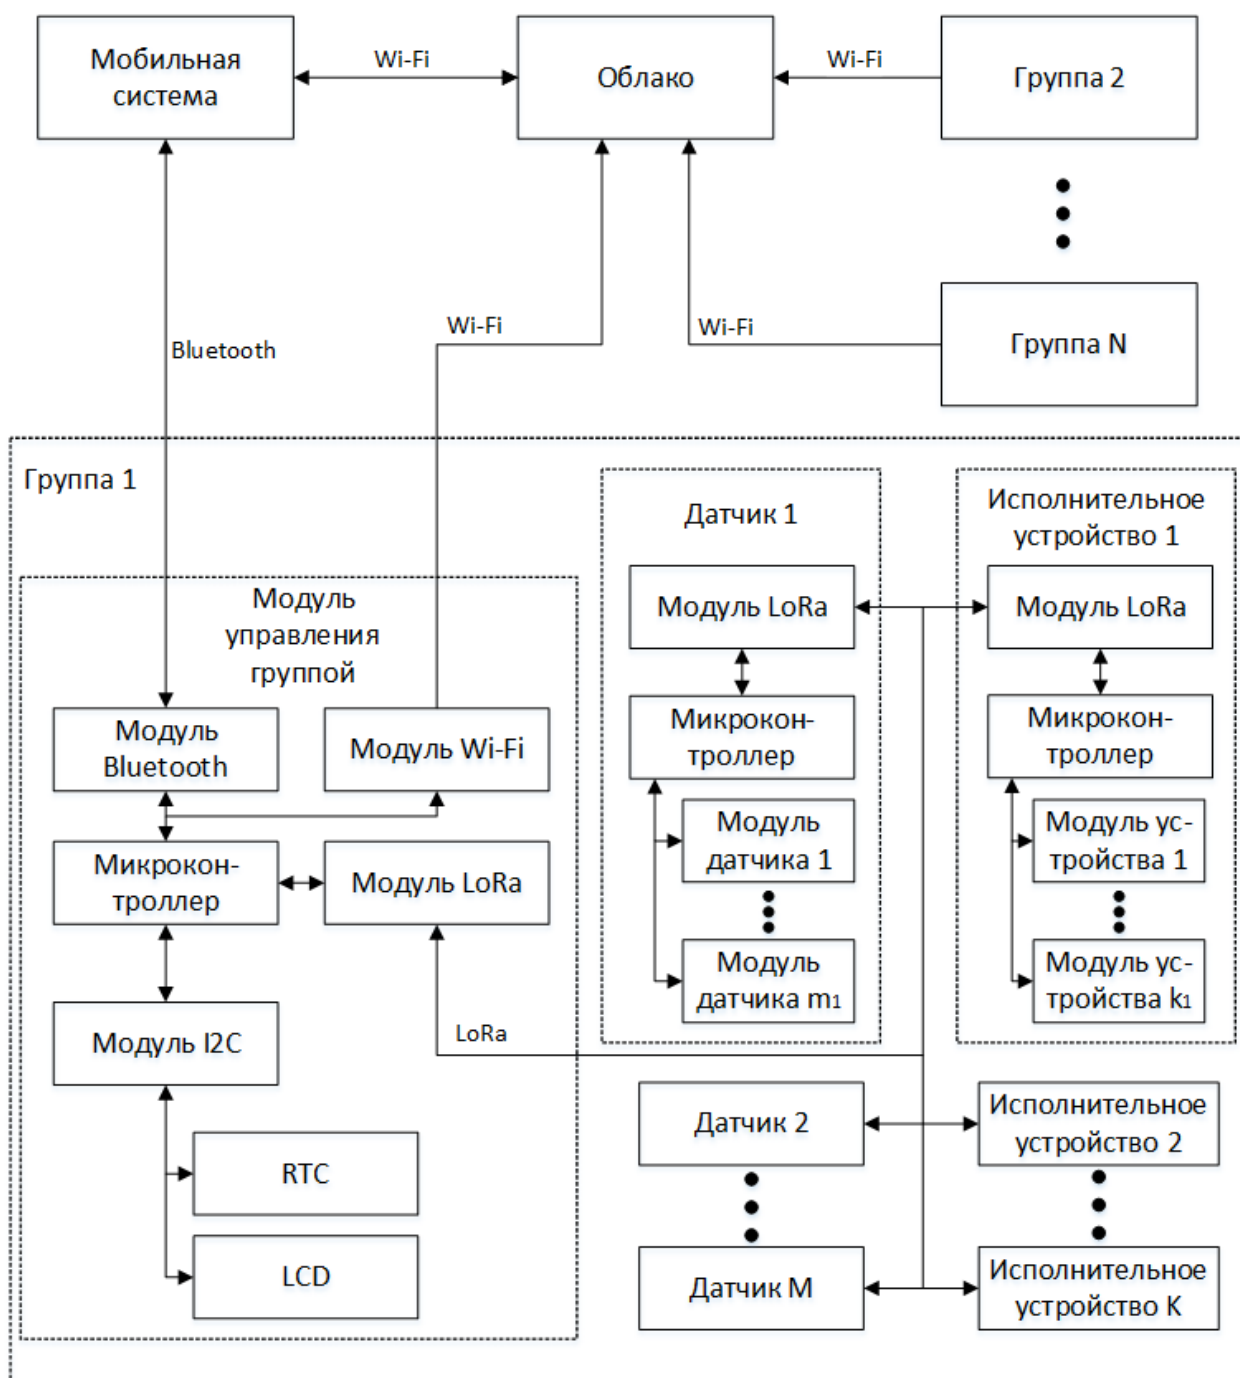 Мобильная
система
Wi-Fi
Облако
Wi-Fi
Группа 2
Wi-Fi
Wi-Fi
Группа N
Bluetooth
Группа 1
Модуль
управления
группой
Модуль
Bluetooth
Модуль Wi-Fi
Микрокон-
троллер
Модуль LoRa
Модуль I2C
LoRa
RTC
LCD
Датчик 1
Модуль LoRa
Микрокон-
троллер
Модуль
датчика 1
Модуль
датчика m1
Исполнительное
устройство 1
Модуль LoRa
Микрокон-
троллер
Модуль ус-
тройства 1
Модуль ус-
тройства k1
Датчик 2
Исполнительное
устройство 2
Датчик M
Исполнительное
устройство K